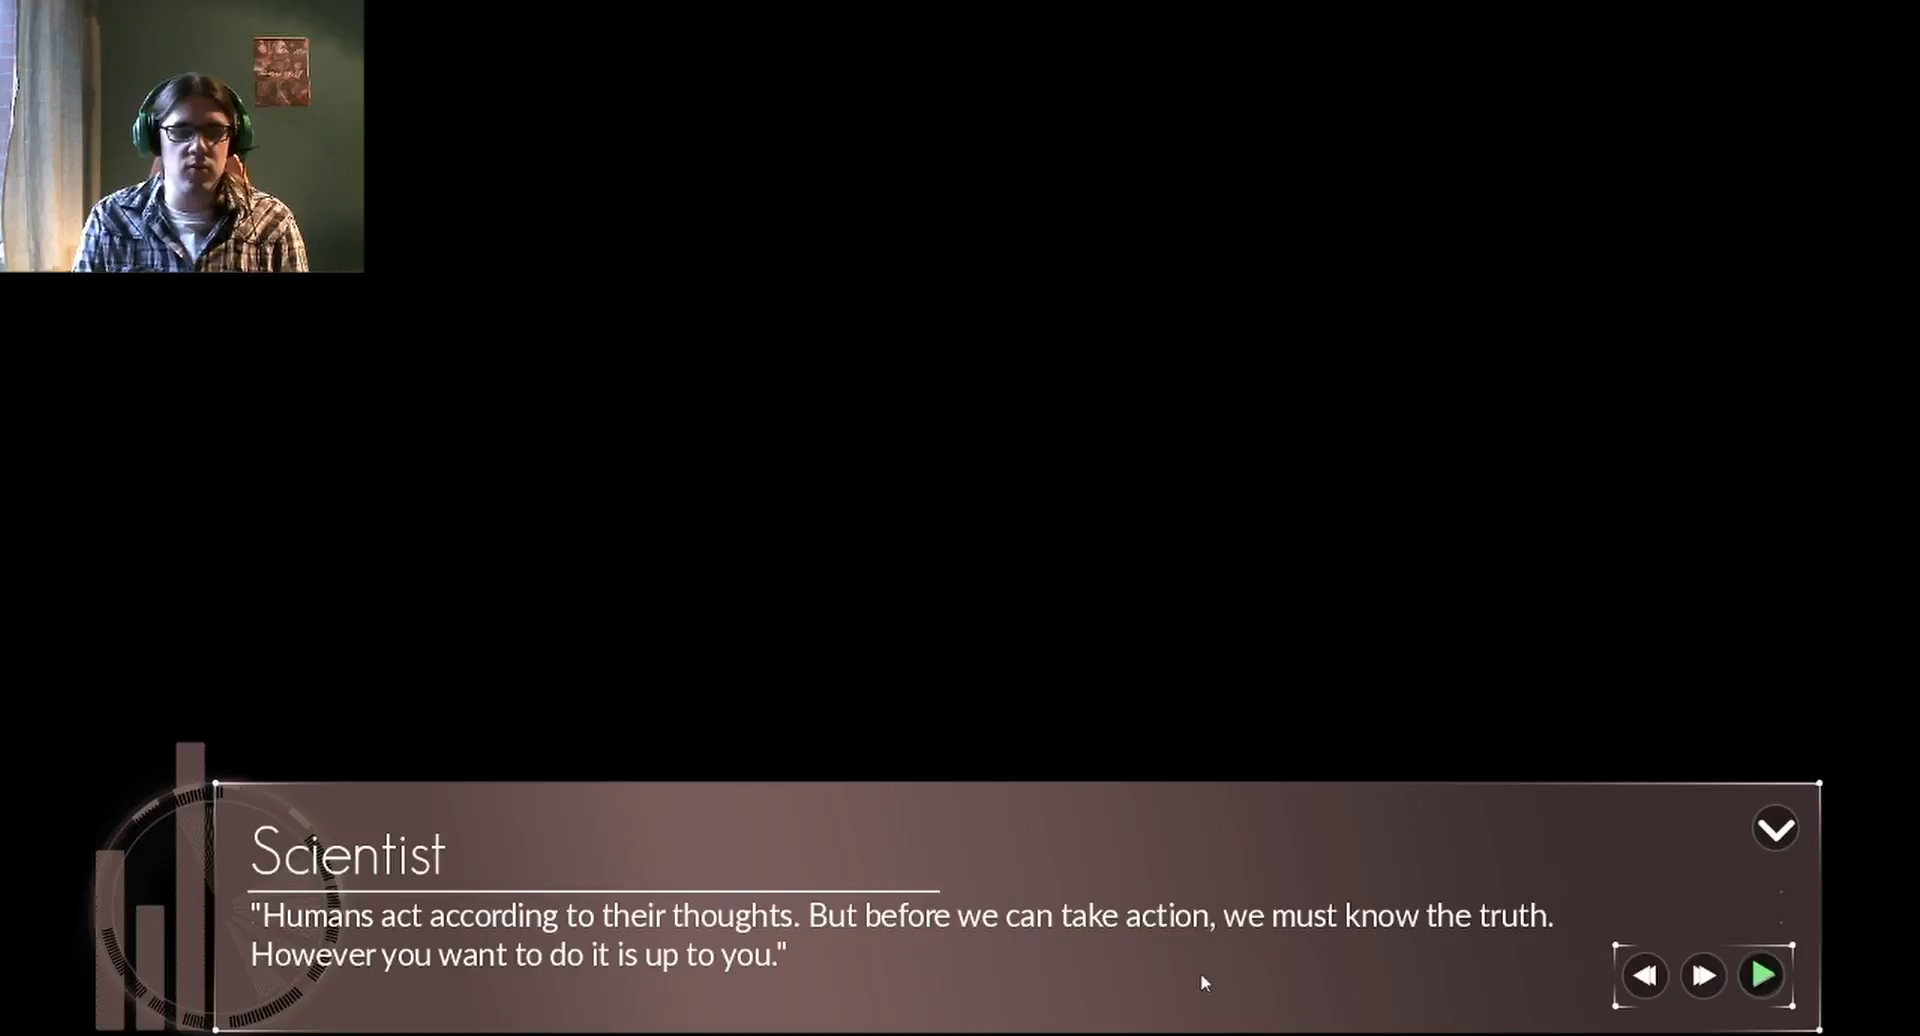 Scientist
"Humans act according to their thoughts. But before we can take action, we must know the truth.
However you want to do it is up to you."